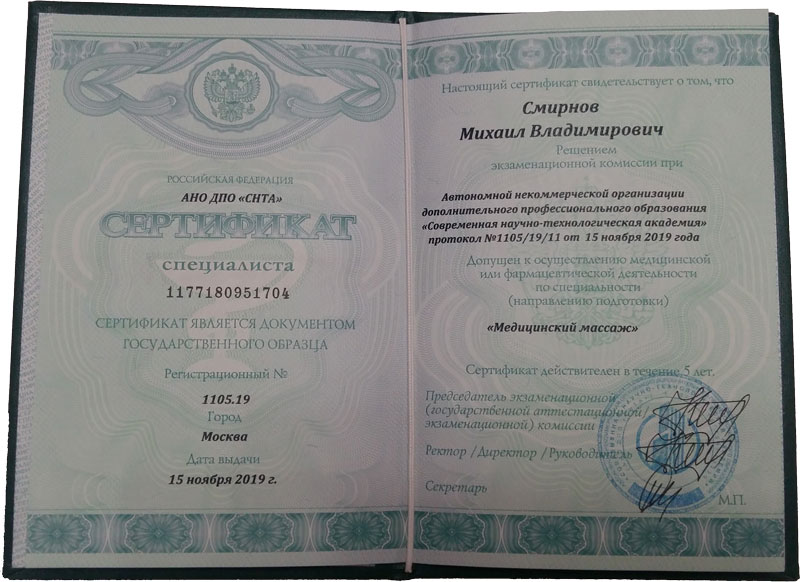 РОССИЙСКАЯ ФЕДЕРАЦИЯ
АНО ДПО «СНТА»
СЕРТИФИКАТ
специалиста
1177180951704
СЕРТИФИКАТ ЯВЛЯЕТСЯ ДОКУМЕНТОМ
ГОСУДАРСТВЕННОГО ОБРАЗЦА
Регистрационный №
1105.19
Город
Москва
Дата выдачи
15 ноября 2019 г.
Настоящий сертификат свидетельствует о том, что
Смирнов
Михаил Владимирович
Решением
экзаменационной комиссии при
Автономной некоммерческой организации
дополнительного профессионального образования
«Современная научно-технологическая академия»
протокол №1105/19/11 от 15 ноября 2019 года
Допущен к осуществлению медицинской
или фармацевтической деятельности
по специальности
(направлению подготовки)
«Медицинский массаж»
Сертификат действителен в течение 5 лет.
Председатель экзаменационной
(государственной аттестационной
экзаменационной) комиссии
Ректор /Директор /Руководитель
Секретарь
М.П.